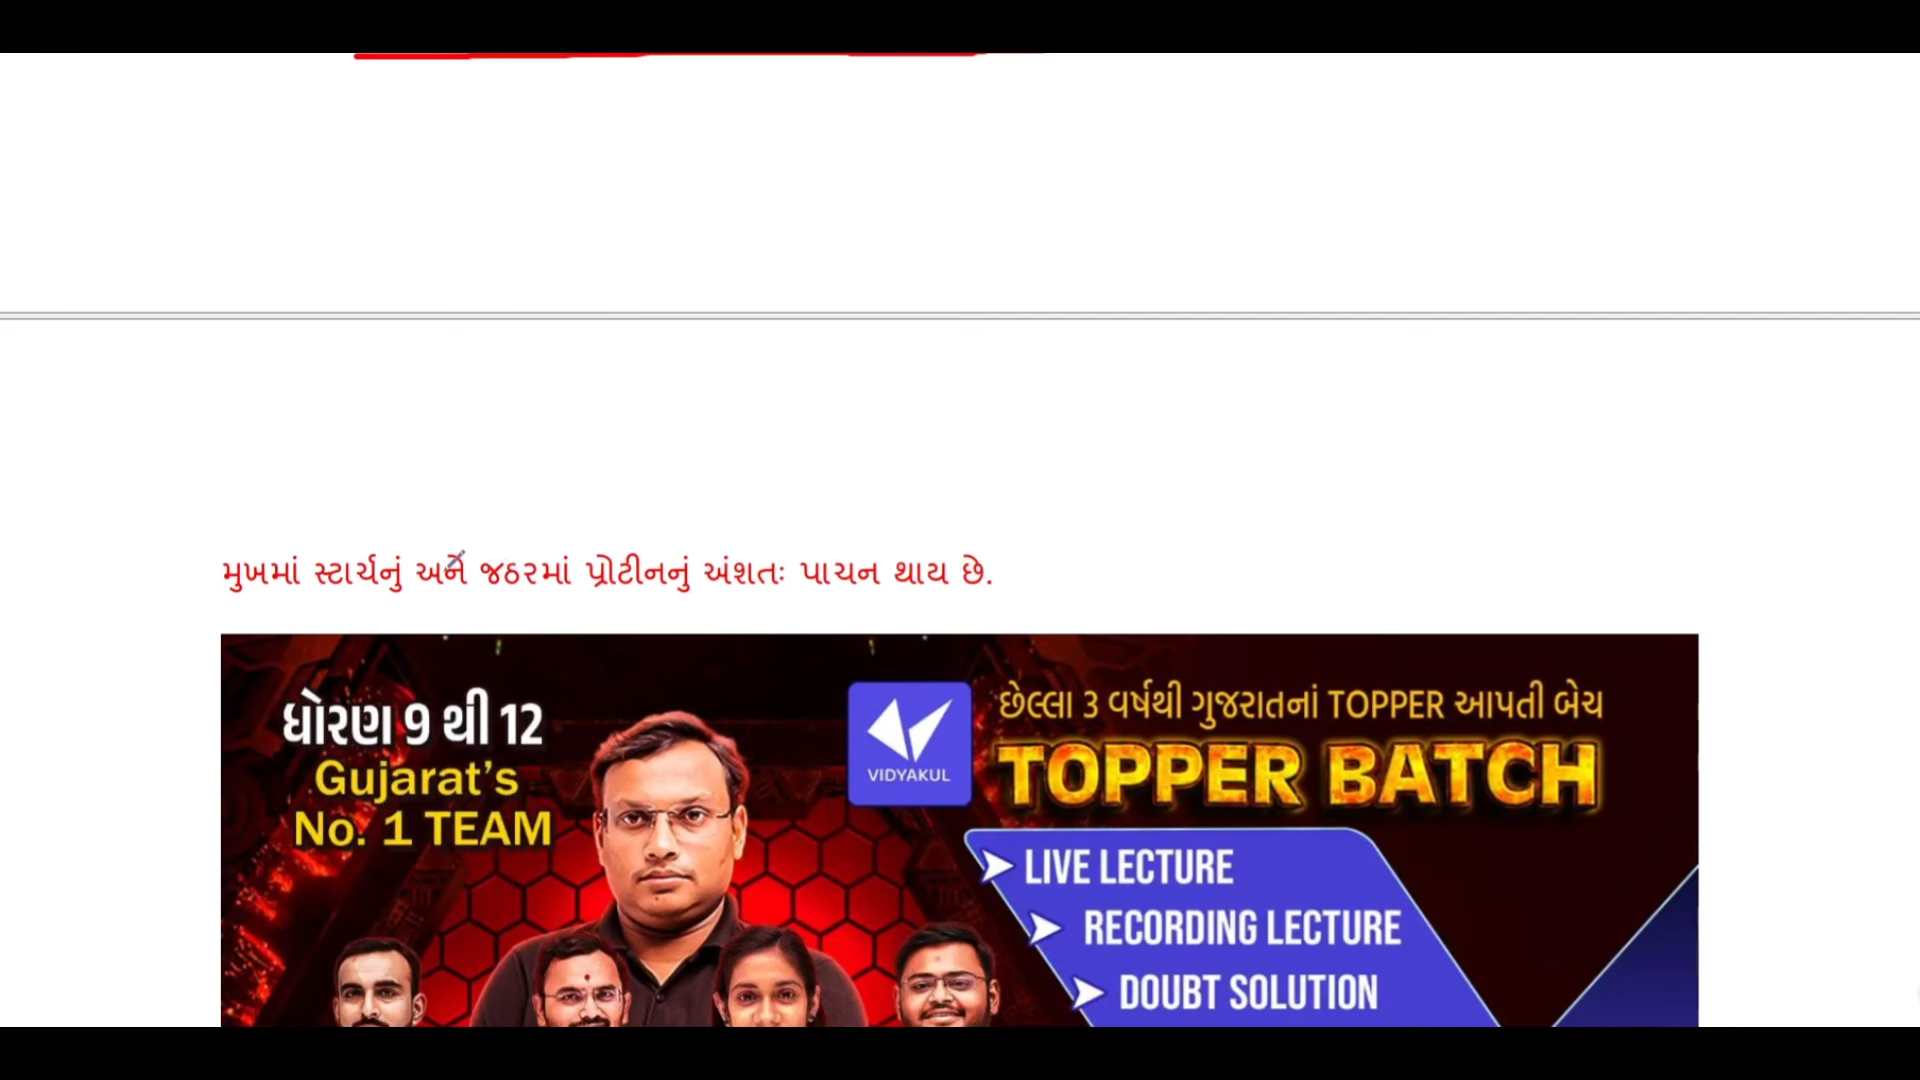 મુખમાં સ્ટાર્ચનું અને જઠરમાં પ્રોટીનનું અંશતઃ પાચન થાય છે.
ધોરણ 9 થી 12
Gujarat's
No. 1 TEAM
VIDYAKUL
છેલ્લા 3 વર્ષથી ગુજરાતનાં TOPPER આપતી બેચ
TOPPER BATCH
LIVE LECTURE
RECORDING LECTURE
DOUBT SOLUTION